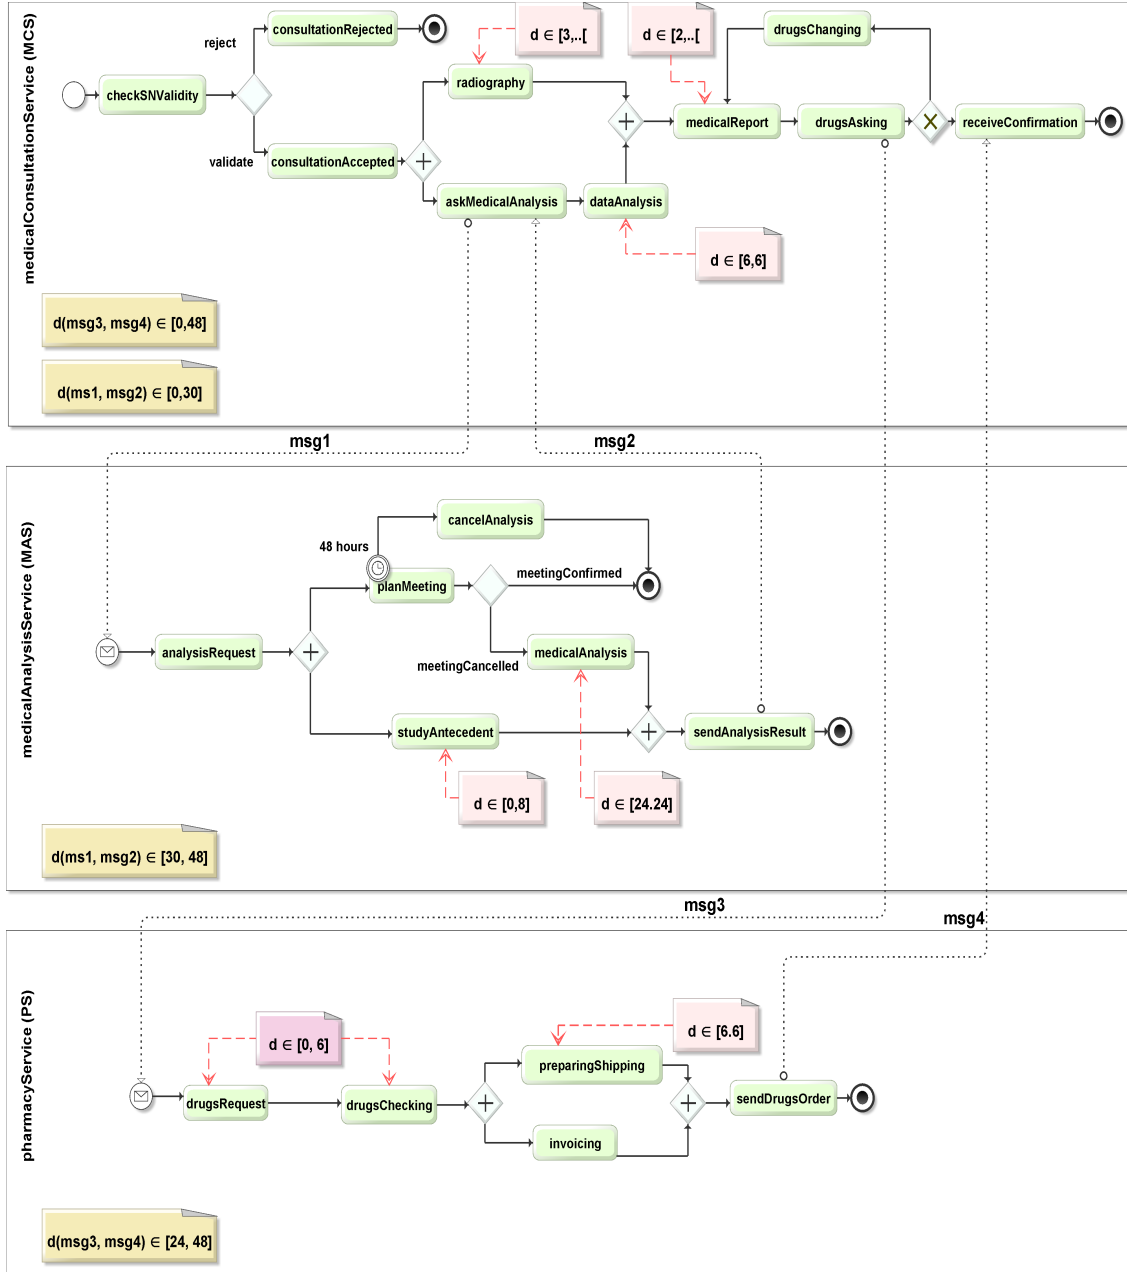 medicalConsultationService (MCS)
reject
consultationRejected
d ∈ [3,..[
d ∈ [2,..[
drugsChanging
checkSNValidity
radiography
medicalReport
drugsAsking
receiveConfirmation
validate
consultationAccepted
askMedicalAnalysis
dataAnalysis
d ∈ [6,6]
d(msg3, msg4) ∈ [0,48]
d(ms1, msg2) ∈ [0,30]
msg1
msg2
medicalAnalysisService (MAS)
cancelAnalysis
48 hours
planMeeting
meetingConfirmed
analysisRequest
meetingCancelled
medicalAnalysis
studyAntecedent
sendAnalysisResult
d ∈ [0,8]
d ∈ [24.24]
d(ms1, msg2) ∈ [30, 48]
msg3
msg4
pharmacyService (PS)
d ∈ [0, 6]
d ∈ [6.6]
preparingShipping
drugsRequest
drugsChecking
sendDrugsOrder
invoicing
d(msg3, msg4) ∈ [24, 48]